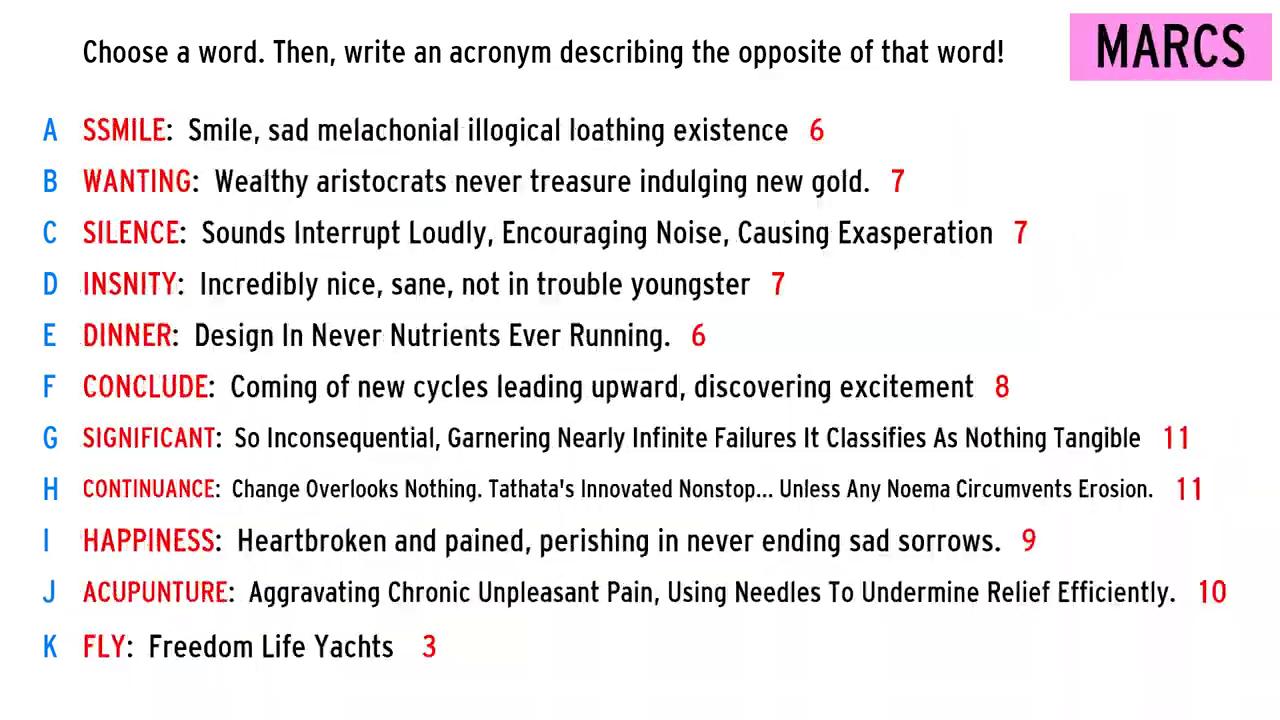 Choose a word. Then, write an acronym describing the opposite of that word!
MARCS
A SSMILE: Smile, sad melachonial illogical loathing existence 6
B WANTING: Wealthy aristocrats never treasure indulging new gold. 7
C SILENCE: Sounds Interrupt Loudly, Encouraging Noise, Causing Exasperation 7
D INSNITY: Incredibly nice, sane, not in trouble youngster 7
E DINNER: Design In Never Nutrients Ever Running. 6
F CONCLUDE: Coming of new cycles leading upward, discovering excitement 8
G SIGNIFICANT: So Inconsequential, Garnering Nearly Infinite Failures It Classifies As Nothing Tangible 11
H CONTINUANCE: Change Overlooks Nothing. Tathata's Innovated Nonstop... Unless Any Noema Circumvents Erosion. 11
I HAPPINESS: Heartbroken and pained, perishing in never ending sad sorrows. 9
J ACUPUNTURE: Aggravating Chronic Unpleasant Pain, Using Needles To Undermine Relief Efficiently. 10
K FLY: Freedom Life Yachts 3